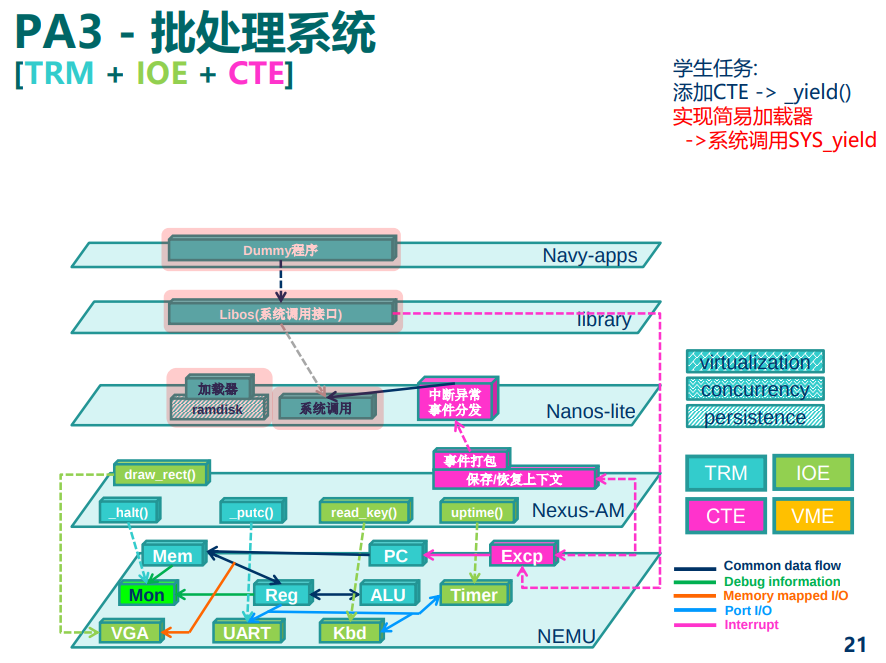 PA3 - 批处理系统
[TRM + IOE + CTE]
学生任务:
添加CTE -> _yield()
实现简易加载器
->系统调用SYS_yield
Dummy程序
Navy-apps
Libos(系统调用接口)
library
加载器
ramdisk
系统调用
中断异常
事件分发
Nanos-lite
virtualization
concurrency
persistence
draw_rect()
事件打包
保存/恢复上下文
_halt()
_putc()
read_key()
uptime()
Nexus-AM
TRM
IOE
CTE
VME
Mem
PC
Excp
Mon
Reg
ALU
Timer
VGA
UART
Kbd
NEMU
Common data flow
Debug information
Memory mapped I/O
Port I/O
Interrupt
21